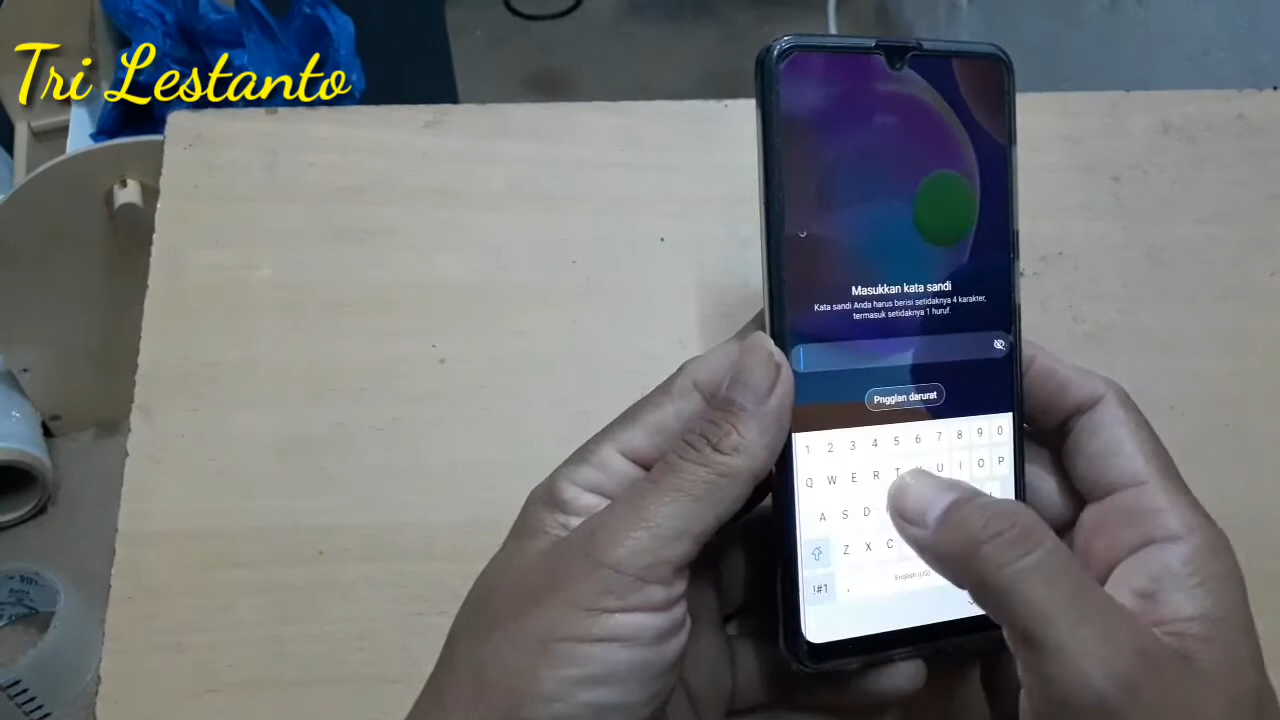 Tri Lestanto
Masukkan kata sandi
Kata sandi Anda harus berisi setidaknya 4 karakter,
termasuk setidaknya 1 huruf.
Pngglan darurat
1 2 3 4 5 6 7 8 9 0
Q W E R T Y U I O P
A S D
Z X C
!#1 , English (US)